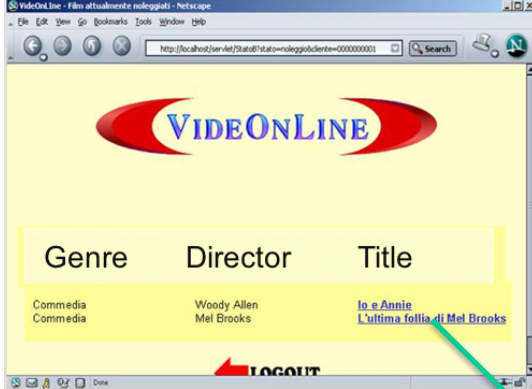 VideOnLine - Film attualmente noleggiati - Netscape
File Edit View Go Bookmarks Tools Window Help
http://localhost/servlet/StatoB?stato=noleggio&cliente=0000000001 Search
VIDEONLINE
Genre Director Title
Commedia Woody Allen Io e Annie
Commedia Mel Brooks L'ultima follia di Mel Brooks
LOGOUT
Done